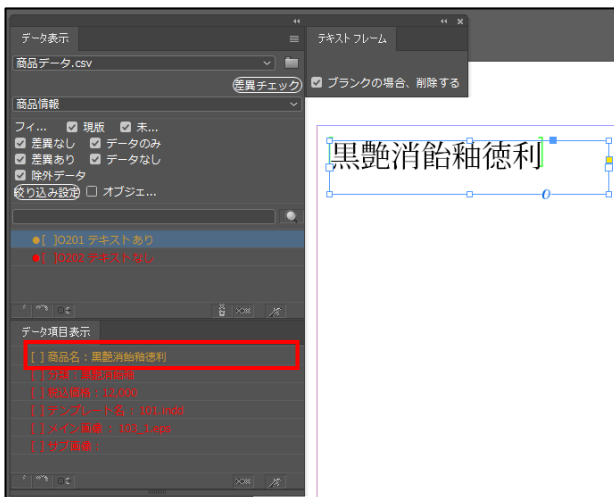 データ表示
商品データ.csv
差異チェック
商品情報
フィ... 現版 未...
差異なし データのみ
差異あり データなし
除外データ
絞り込み設定 オブジェ...
●[ ]0201 テキストあり
●[ ]0202 テキストなし
データ項目表示
[ ] 商品名：黒艶消飴釉徳利
[ ] 税込価格：12,000
[ ] テンプレート名：101.indd
[ ] メイン画像：
[ ] サブ画像：
テキスト フレーム
ブランクの場合、削除する
黒艶消飴釉徳利